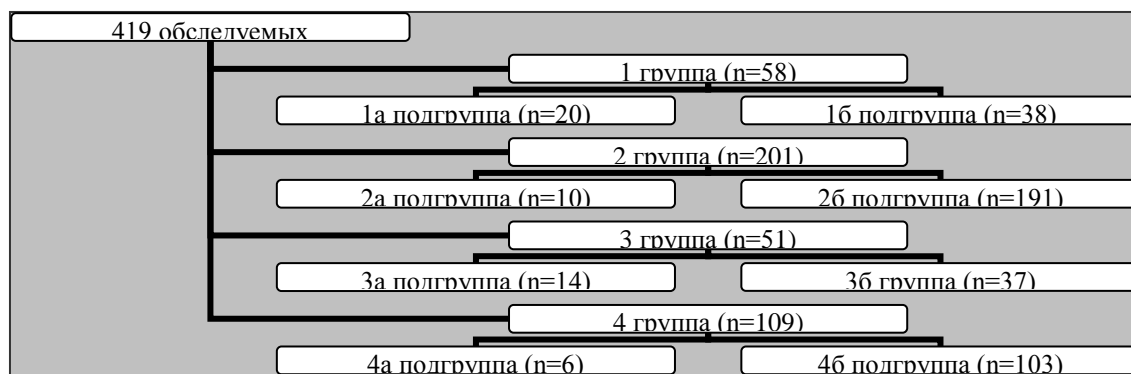 419 обследуемых
1 группа (n=58)
1а подгруппа (n=20)
1б подгруппа (n=38)
2 группа (n=201)
2а подгруппа (n=10)
2б подгруппа (n=191)
3 группа (n=51)
3а подгруппа (n=14)
3б группа (n=37)
4 группа (n=109)
4а подгруппа (n=6)
4б подгруппа (n=103)